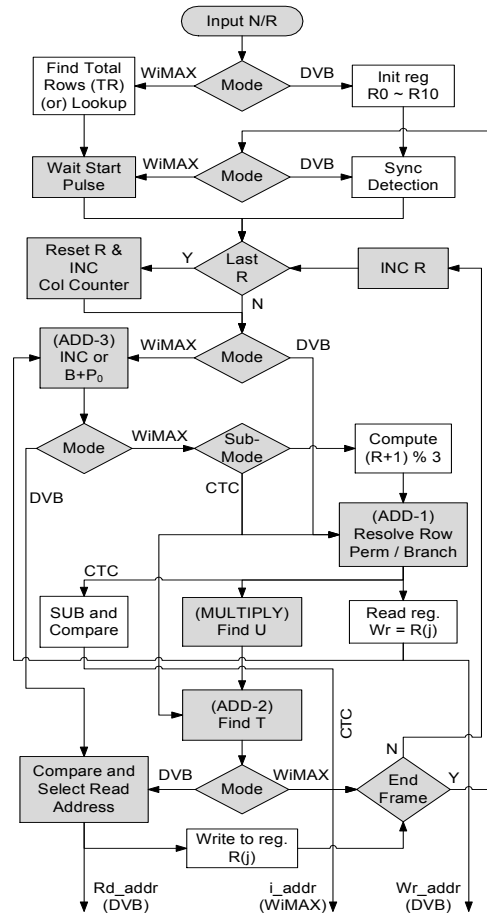 Input N/R
Find Total
Rows (TR)
(or) Lookup
WiMAX
Mode
DVB
Init reg
R0 ~ R10
Wait Start
Pulse
WiMAX
Mode
DVB
Sync
Detection
Reset R &
INC
Col Counter
Y
Last
R
N
INC R
(ADD-3)
INC or
B+P₀
WiMAX
Mode
DVB
Mode
WiMAX
DVB
Sub-
Mode
CTC
Compute
(R+1) % 3
(ADD-1)
Resolve Row
Perm / Branch
CTC
SUB and
Compare
(MULTIPLY)
Find U
Read reg.
Wr = R(j)
(ADD-2)
Find T
CTC
Compare and
Select Read
Address
DVB
Mode
WiMAX
N
End
Frame
Y
Write to reg.
R(j)
Rd_addr
(DVB)
i_addr
(WiMAX)
Wr_addr
(DVB)